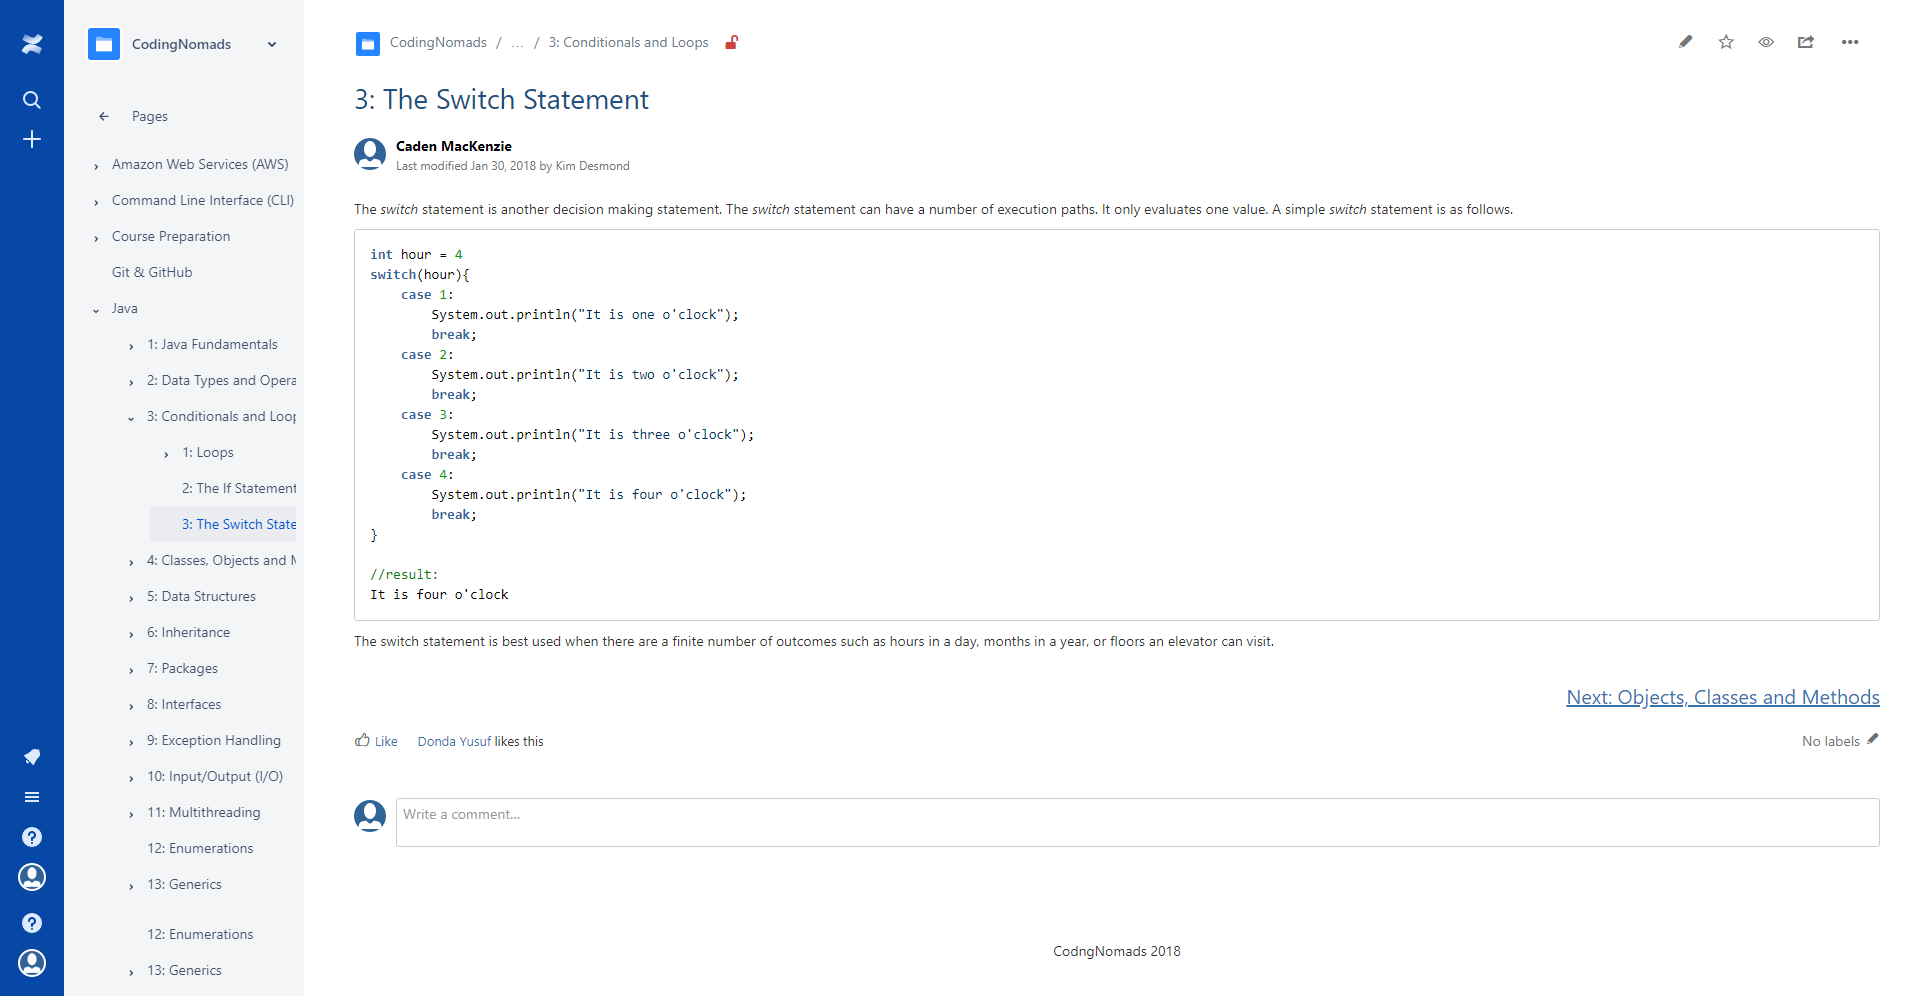 CodingNomads
Pages
Amazon Web Services (AWS)
Command Line Interface (CLI)
Course Preparation
Git & GitHub
Java
1: Java Fundamentals
2: Data Types and Opera
3: Conditionals and Loop
1: Loops
2: The If Statement
3: The Switch State
4: Classes, Objects and M
5: Data Structures
6: Inheritance
7: Packages
8: Interfaces
9: Exception Handling
10: Input/Output (I/O)
11: Multithreading
12: Enumerations
13: Generics
12: Enumerations
13: Generics
CodingNomads / ... / 3: Conditionals and Loops
3: The Switch Statement
Caden MacKenzie
Last modified Jan 30, 2018 by Kim Desmond
The switch statement is another decision making statement. The switch statement can have a number of execution paths. It only evaluates one value. A simple switch statement is as follows.
int hour = 4
switch(hour){
    case 1:
        System.out.println("It is one o'clock");
        break;
    case 2:
        System.out.println("It is two o'clock");
        break;
    case 3:
        System.out.println("It is three o'clock");
        break;
    case 4:
        System.out.println("It is four o'clock");
        break;
}
//result:
It is four o'clock
The switch statement is best used when there are a finite number of outcomes such as hours in a day, months in a year, or floors an elevator can visit.
Next: Objects, Classes and Methods
Like Donda Yusuf likes this
No labels
Write a comment...
CodngNomads 2018